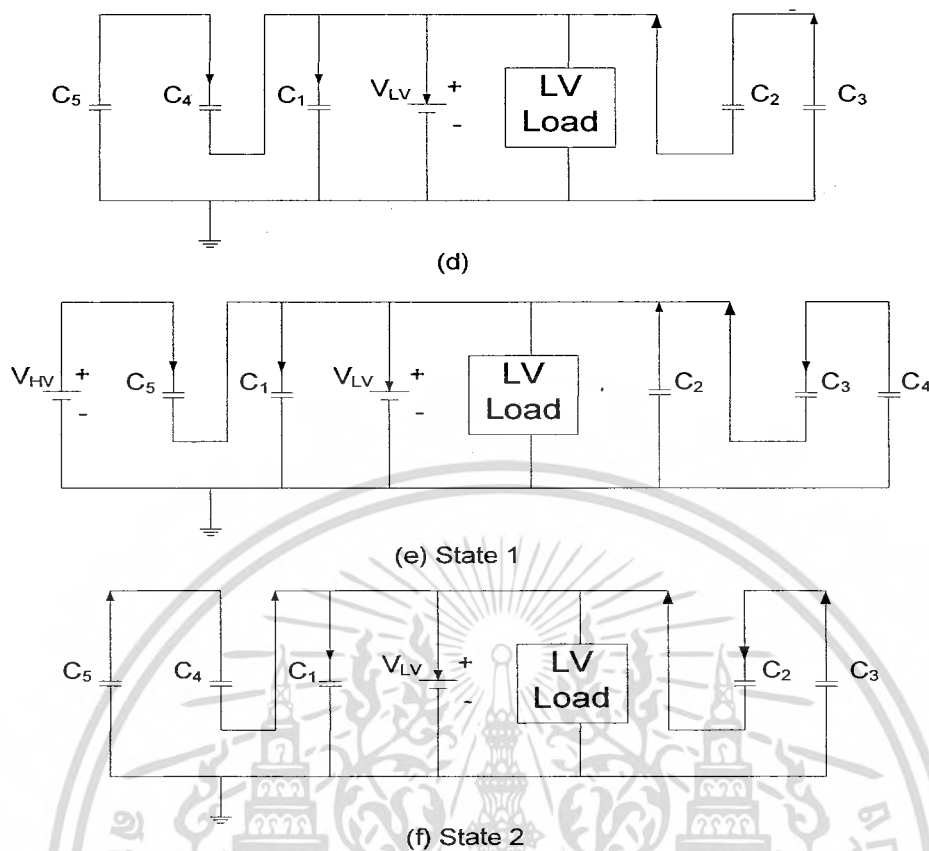 C5 C4 C1 VLV + - LV Load C2 C3 -
(d)
VHV + - C5 C1 VLV + - LV Load C2 C3 C4
(e) State 1
C5 C4 C1 VLV + - LV Load C2 C3
(f) State 2